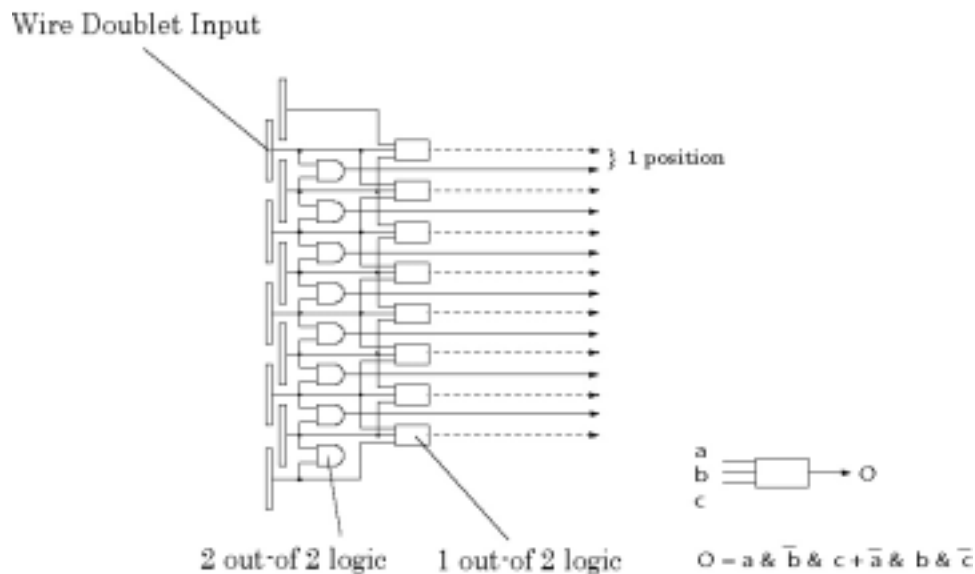 Wire Doublet Input
1 position
a
b
c
O
2 out-of 2 logic
1 out-of 2 logic
O = a & b̅ & c + a̅ & b & c̅